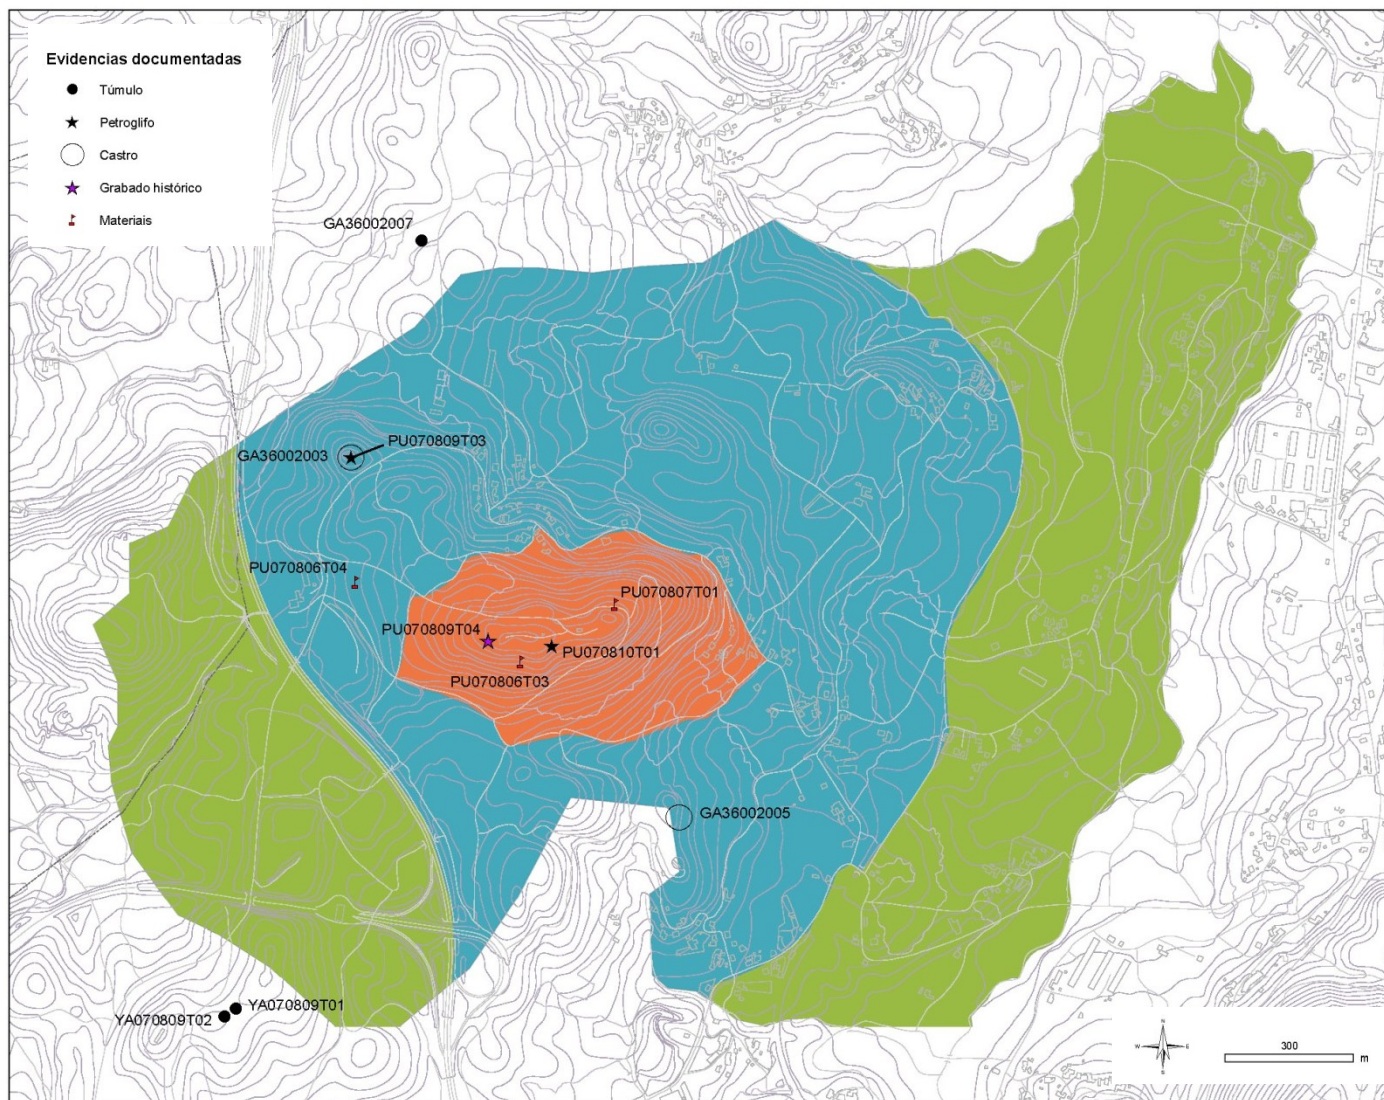 Evidencias documentadas
Túmulo
Petroglifo
Castro
Grabado histórico
Materiais
GA36002007
PU070809T03
GA36002003
PU070806T04
PU070807T01
PU070809T04
PU070810T01
PU070806T03
GA36002005
YA070809T01
YA070809T02
N
W E
S
300
m